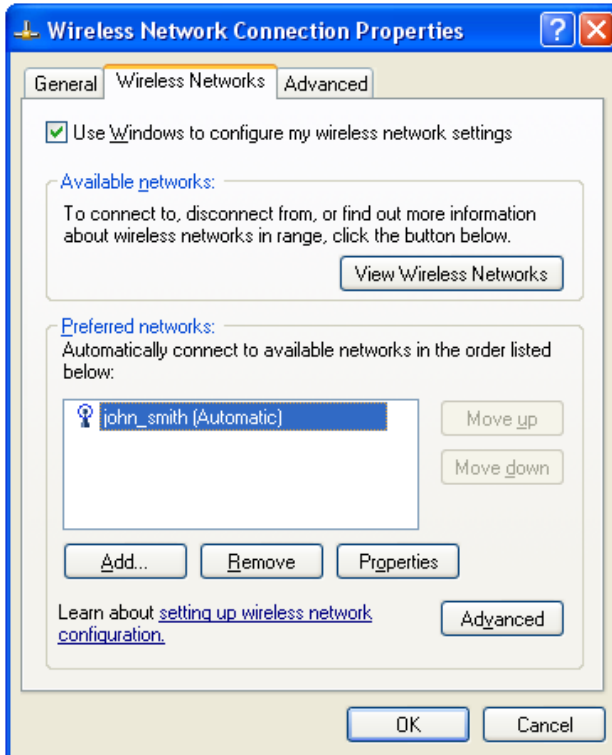 Wireless Network Connection Properties
General Wireless Networks Advanced
Use Windows to configure my wireless network settings
Available networks:
To connect to, disconnect from, or find out more information
about wireless networks in range, click the button below.
View Wireless Networks
Preferred networks:
Automatically connect to available networks in the order listed
below:
john_smith (Automatic)
Move up
Move down
Add... Remove Properties
Learn about setting up wireless network
configuration.
Advanced
OK Cancel